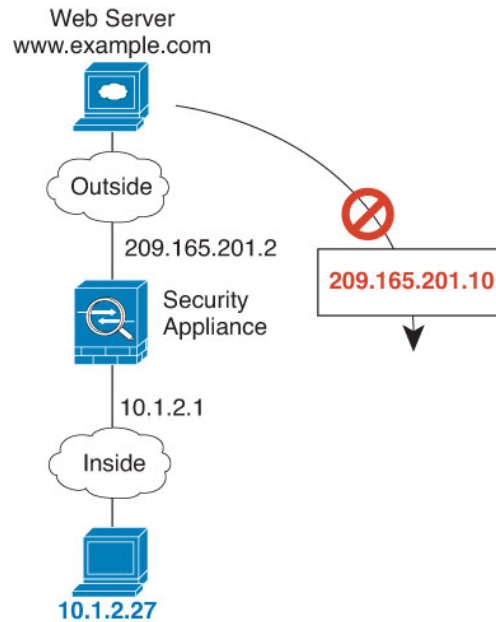 Web Server
www.example.com
Outside
209.165.201.2
209.165.201.10
Security
Appliance
10.1.2.1
Inside
10.1.2.27